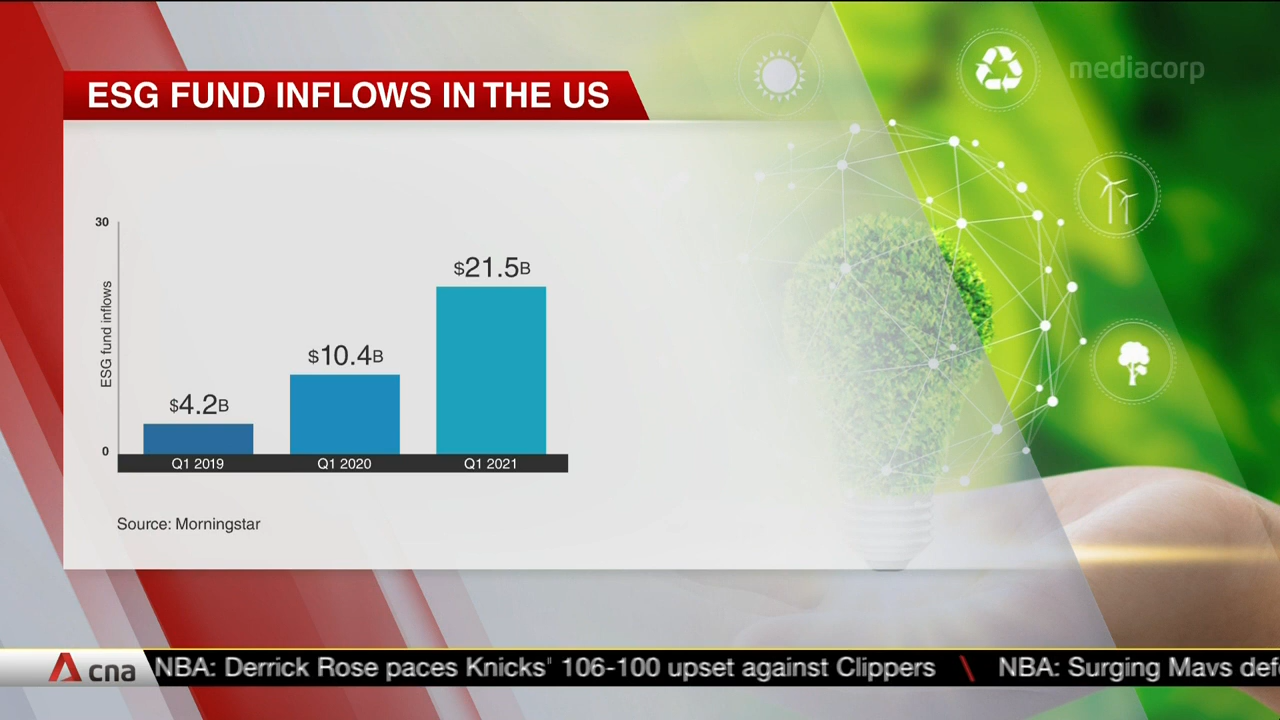 mediacorp
ESG FUND INFLOWS IN THE US
30
0
ESG fund inflows
$4.2B
$10.4B
$21.5B
Q1 2019
Q1 2020
Q1 2021
Source: Morningstar
cna
NBA: Derrick Rose paces Knicks" 106-100 upset against Clippers \ NBA: Surging Mavs